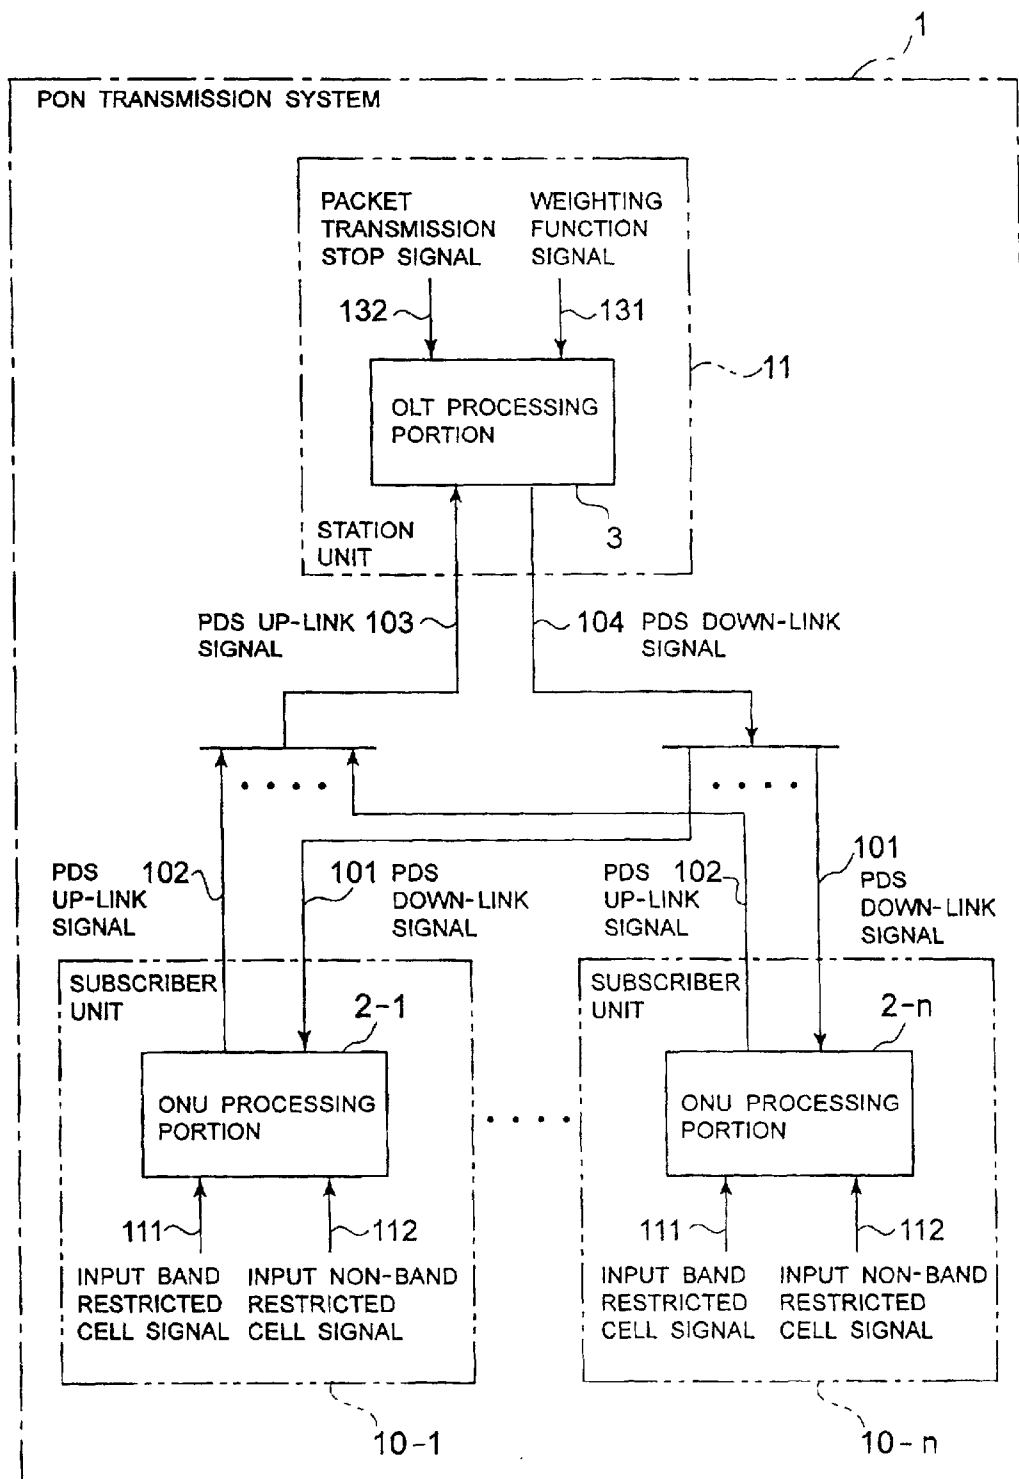 1
PON TRANSMISSION SYSTEM
PACKET
TRANSMISSION
STOP SIGNAL
WEIGHTING
FUNCTION
SIGNAL
132
131
11
OLT PROCESSING
PORTION
3
STATION
UNIT
PDS UP-LINK
SIGNAL
103
104
PDS DOWN-LINK
SIGNAL
PDS
UP-LINK
SIGNAL
102
101
PDS
DOWN-LINK
SIGNAL
PDS
UP-LINK
SIGNAL
102
101
PDS
DOWN-LINK
SIGNAL
SUBSCRIBER
UNIT
2-1
ONU PROCESSING
PORTION
111
112
INPUT BAND
RESTRICTED
CELL SIGNAL
INPUT NON-BAND
RESTRICTED
CELL SIGNAL
10-1
SUBSCRIBER
UNIT
2-n
ONU PROCESSING
PORTION
111
112
INPUT BAND
RESTRICTED
CELL SIGNAL
INPUT NON-BAND
RESTRICTED
CELL SIGNAL
10-n